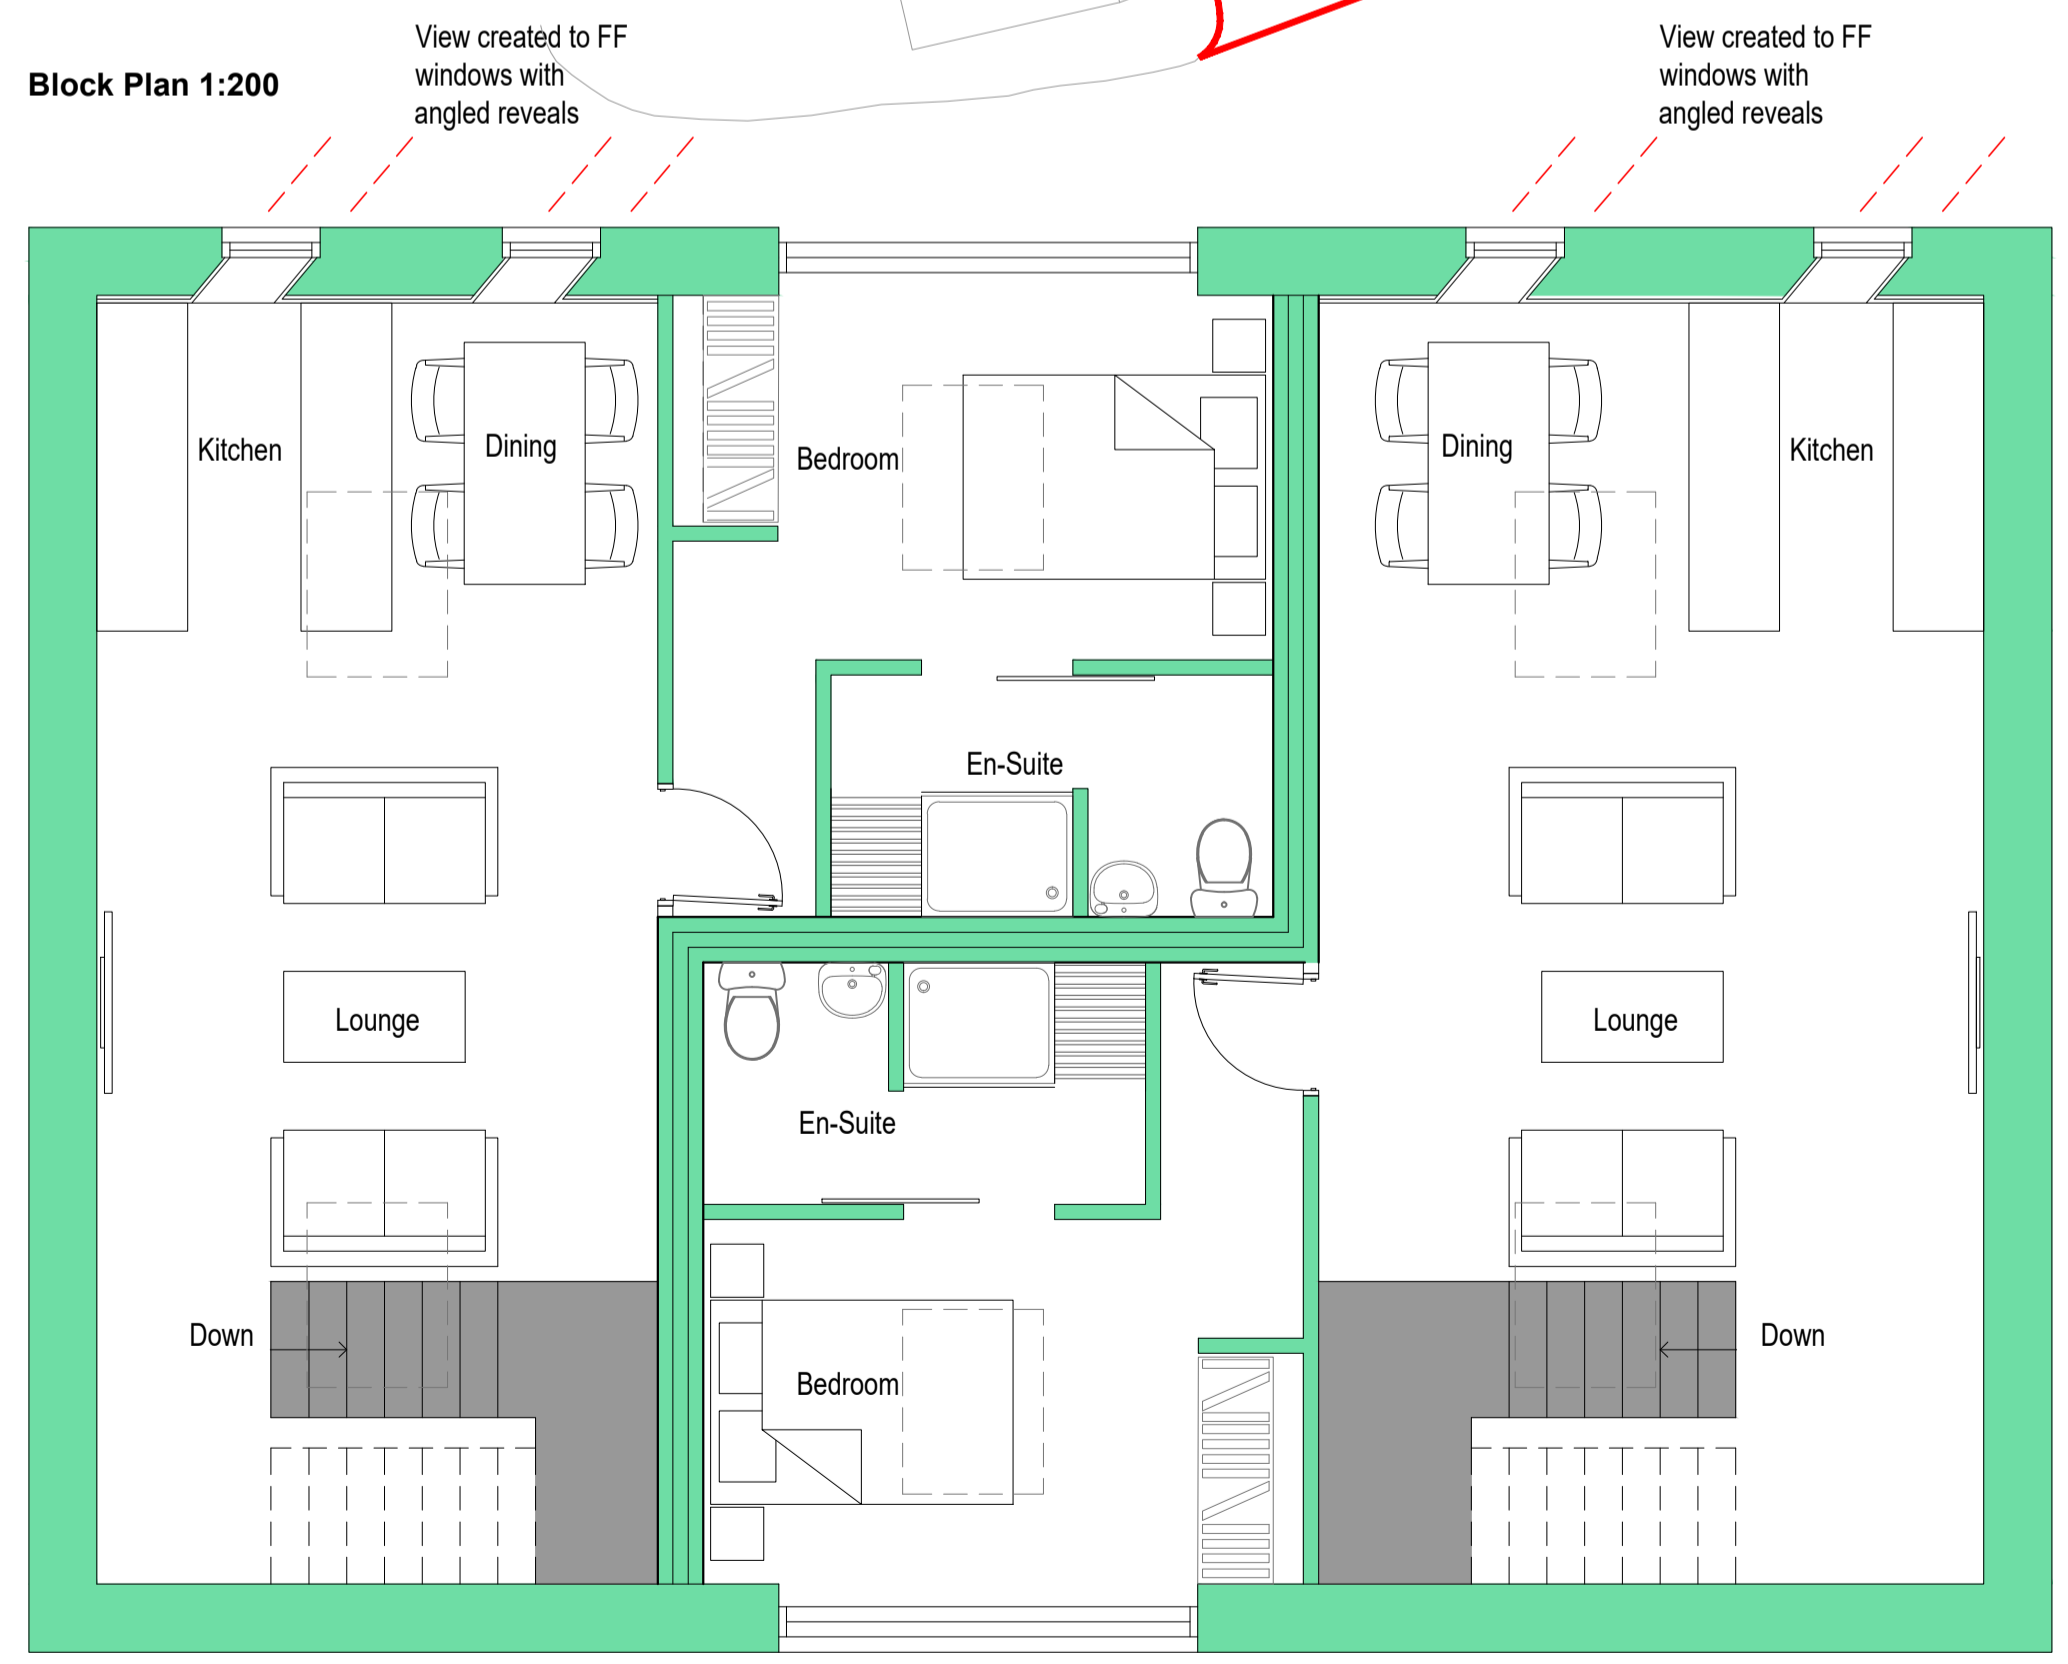 View created to FF
windows with
angled reveals
View created to FF
windows with
angled reveals
Block Plan 1:200
Kitchen
Dining
Bedroom
Dining
Kitchen
En-Suite
Lounge
Lounge
En-Suite
Down
Down
Bedroom